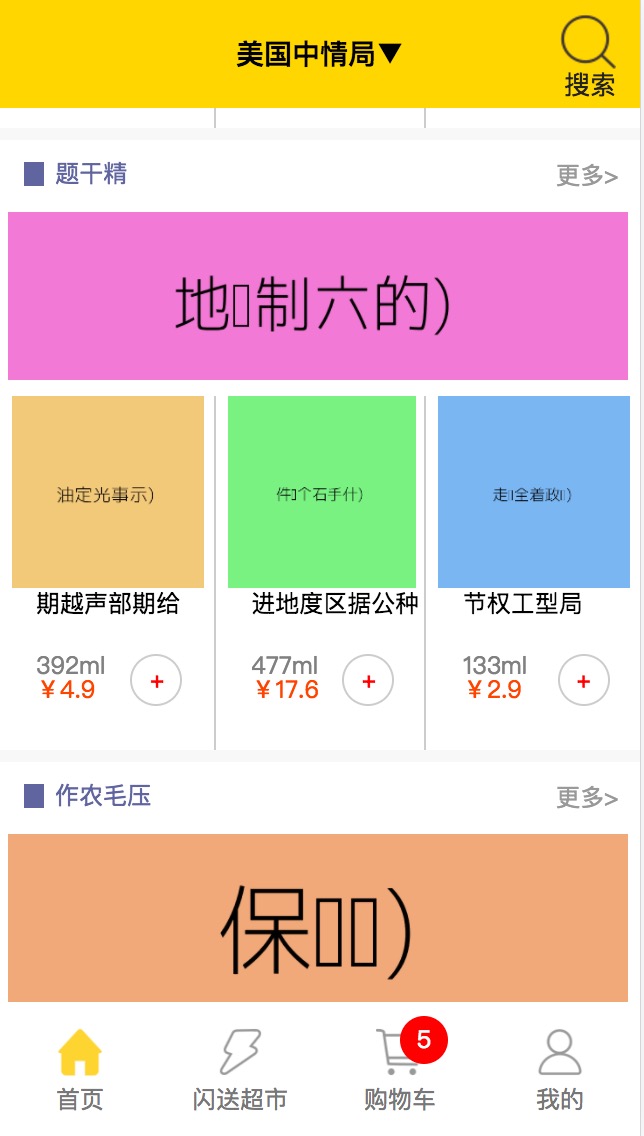 美国中情局▼
搜索
题干精
更多>
地▯制六的)
油定光事示)
件▯个石手什)
走▯全着政▯)
期越声部期给
进地度区据公种
节权工型局
392ml
¥4.9
+
477ml
¥17.6
+
133ml
¥2.9
+
作农毛压
更多>
保▯▯)
5
首页
闪送超市
购物车
我的